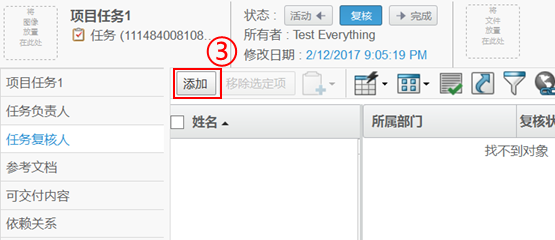 将
图像
放置
在此处
项目任务1
任务 (111484008108...
状态 : 活动 复核 完成
所有者 : Test Everything
修改日期 : 2/12/2017 9:05:19 PM
将
文件
放置
在此处
③
项目任务1
任务负责人
任务复核人
参考文档
可交付内容
依赖关系
添加 移除选定项
姓名 所属部门 复核状
找不到对象